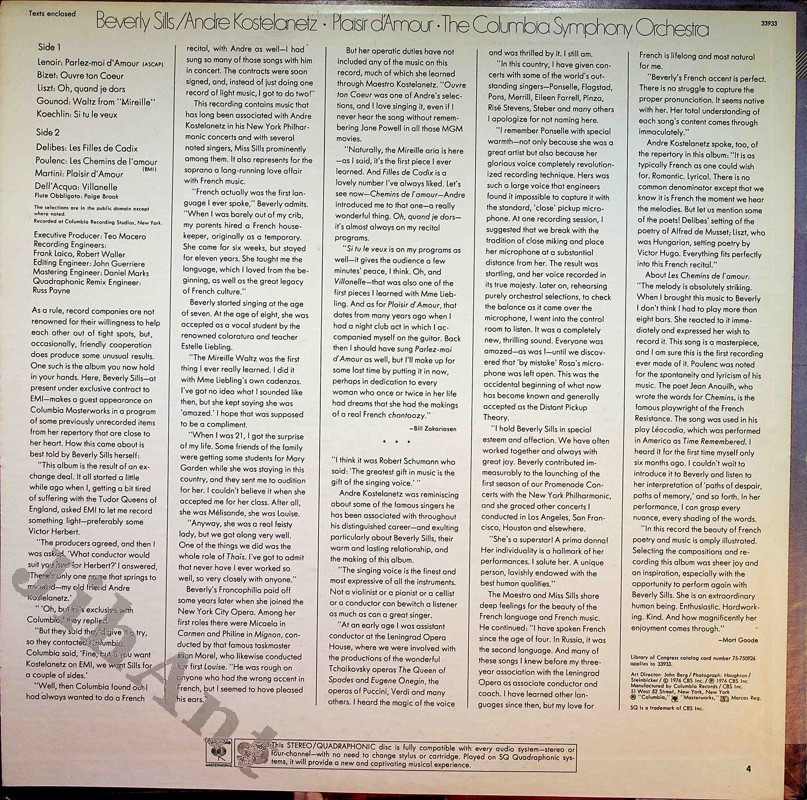 Texts enclosed
Beverly Sills/Andre Kostelanetz · Plaisir d'Amour · The Columbia Symphony Orchestra
33933
Side 1
Lenoir: Parlez-moi d'Amour (ASCAP)
Bizet: Ouvre ton Coeur
Liszt: Oh, quand je dors
Gounod: Waltz from "Mireille"
Koechlin: Si tu le veux
Side 2
Delibes: Les Filles de Cadix
Poulenc: Les Chemins de l'amour
(BMI)
Martini: Plaisir d'Amour
Dell'Acqua: Villanelle
Flute Obbligato: Paige Brook
The selections are in the public domain except
where noted.
Recorded at Columbia Recording Studios, New York.
Executive Producer: Teo Macero
Recording Engineers:
Frank Laico, Robert Waller
Editing Engineer: John Guerriere
Mastering Engineer: Daniel Marks
Quadraphonic Remix Engineer:
Russ Payne
As a rule, record companies are not
renowned for their willingness to help
each other out of tight spots, but,
occasionally, friendly cooperation
does produce some unusual results.
One such is the album you now hold
in your hands. Here, Beverly Sills—at
present under exclusive contract to
EMI—makes a guest appearance on
Columbia Masterworks in a program
of some previously unrecorded items
from her repertory that are close to
her heart. How this came about is
best told by Beverly Sills herself:
"This album is the result of an ex-
change deal. It all started a little
while ago when I, getting a bit tired
of suffering with the Tudor Queens of
England, asked EMI to let me record
something light—preferably some
Victor Herbert.
"The producers agreed, and then I
was asked, 'What conductor would
suit you best for Herbert?' I answered,
'There's only one name that springs to
my mind—my old friend Andre
Kostelanetz.'
"'Oh, but he's exclusive with
Columbia,' they replied.
"But they said they'd give it a try,
so they contacted Columbia.
Columbia said, 'Fine, but if you want
Kostelanetz on EMI, we want Sills for
a couple of sides.'
"Well, then Columbia found out I
had always wanted to do a French
recital, with Andre as well—I had
sung so many of those songs with him
in concert. The contracts were soon
signed, and, instead of just doing one
record of light music, I got to do two!"
This recording contains music that
has long been associated with Andre
Kostelanetz in his New York Philhar-
monic concerts and with several
noted singers, Miss Sills prominently
among them. It also represents for the
soprano a long-running love affair
with French music.
"French actually was the first lan-
guage I ever spoke," Beverly admits.
"When I was barely out of my crib,
my parents hired a French house-
keeper, originally as a temporary.
She came for six weeks, but stayed
for eleven years. She taught me the
language, which I loved from the be-
ginning, as well as the great legacy
of French culture."
Beverly started singing at the age
of seven. At the age of eight, she was
accepted as a vocal student by the
renowned coloratura and teacher
Estelle Liebling.
"The Mireille Waltz was the first
thing I ever really learned. I did it
with Mme Liebling's own cadenzas.
I've got no idea what I sounded like
then, but she kept saying she was
'amazed.' I hope that was supposed
to be a compliment.
"When I was 21, I got the surprise
of my life. Some friends of the family
were getting some students for Mary
Garden while she was staying in this
country, and they sent me to audition
for her. I couldn't believe it when she
accepted me for her class. After all,
she was Mélisande, she was Louise.
"Anyway, she was a real feisty
lady, but we got along very well.
One of the things we did was the
whole role of Thaïs. I've got to admit
that never have I ever worked so
well, so very closely with anyone."
Beverly's Francophilia paid off
some years later when she joined the
New York City Opera. Among her
first roles there were Micaela in
Carmen and Philine in Mignon, con-
ducted by that famous taskmaster
Jean Morel, who likewise conducted
her first Louise. "He was rough on
anyone who had the wrong accent in
French, but I seemed to have pleased
his ears.
But her operatic duties have not
included any of the music on this
record, much of which she learned
through Maestro Kostelanetz. "Ouvre
ton Coeur was one of Andre's selec-
tions, and I love singing it, even if I
never hear the song without remem-
bering Jane Powell in all those MGM
movies.
"Naturally, the Mireille aria is here
—as I said, it's the first piece I ever
learned. And Filles de Cadix is a
lovely number I've always liked. Let's
see now—Chemins de l'amour—Andre
introduced me to that one—a really
wonderful thing. Oh, quand je dors—
it's almost always on my recital
programs.
"Si tu le veux is on my programs as
well—it gives the audience a few
minutes' peace, I think. Oh, and
Villanelle—that was also one of the
first pieces I learned with Mme Lieb-
ling. And as for Plaisir d'Amour, that
dates from many years ago when I
had a night club act in which I ac-
companied myself on the guitar. Back
then I should have sung Parlez-moi
d'Amour as well, but I'll make up for
some lost time by putting it in now,
perhaps in dedication to every
woman who once or twice in her life
had dreams that she had the makings
of a real French chantoozy."
—Bill Zakariasen
• • •
"I think it was Robert Schumann who
said: 'The greatest gift in music is the
gift of the singing voice.'"
Andre Kostelanetz was reminiscing
about some of the famous singers he
has been associated with throughout
his distinguished career—and exulting
particularly about Beverly Sills, their
warm and lasting relationship, and
the making of this album.
"The singing voice is the finest and
most expressive of all the instruments.
Not a violinist or a pianist or a cellist
or a conductor can bewitch a listener
as much as can a great singer.
"At an early age I was assistant
conductor at the Leningrad Opera
House, where we were involved with
the productions of the wonderful
Tchaikovsky operas The Queen of
Spades and Eugene Onegin, the
operas of Puccini, Verdi and many
others. I heard the magic of the voice
and was thrilled by it. I still am.
"In this country, I have given con-
certs with some of the world's out-
standing singers—Ponselle, Flagstad,
Pons, Merrill, Eileen Farrell, Pinza,
Risë Stevens, Steber and many others
I apologize for not naming here.
"I remember Ponselle with special
warmth—not only because she was a
great artist but also because her
glorious voice completely revolution-
ized recording technique. Hers was
such a large voice that engineers
found it impossible to capture it with
the standard, 'close' pickup micro-
phone. At one recording session, I
suggested that we break with the
tradition of close miking and place
her microphone at a substantial
distance from her. The result was
startling, and her voice recorded in
its true majesty. Later on, rehearsing
purely orchestral selections, to check
the balance as it came over the
microphone, I went into the control
room to listen. It was a completely
new, thrilling sound. Everyone was
amazed—as was I—until we discov-
ered that 'by mistake' Rosa's micro-
phone was left open. This was the
accidental beginning of what now
has become known and generally
accepted as the Distant Pickup
Theory.
"I hold Beverly Sills in special
esteem and affection. We have often
worked together and always with
great joy. Beverly contributed im-
measurably to the launching of the
first season of our Promenade Con-
certs with the New York Philharmonic,
and she graced other concerts I
conducted in Los Angeles, San Fran-
cisco, Houston and elsewhere.
"She's a superstar! A prima donna!
Her individuality is a hallmark of her
performances. I salute her. A unique
person, lavishly endowed with the
best human qualities."
The Maestro and Miss Sills share
deep feelings for the beauty of the
French language and French music.
He continued: "I have spoken French
since the age of four. In Russia, it was
the second language. And many of
these songs I knew before my three-
year association with the Leningrad
Opera as associate conductor and
coach. I have learned other lan-
guages since then, but my love for
French is lifelong and most natural
for me.
"Beverly's French accent is perfect.
There is no struggle to capture the
proper pronunciation. It seems native
with her. Her total understanding of
each song's content comes through
immaculately."
Andre Kostelanetz spoke, too, of
the repertory in this album: "It is as
typically French as one could wish
for. Romantic. Lyrical. There is no
common denominator except that we
know it is French the moment we hear
the melodies. But let us mention some
of the poets! Delibes' setting of the
poetry of Alfred de Musset; Liszt, who
was Hungarian, setting poetry by
Victor Hugo. Everything fits perfectly
into this French recital."
About Les Chemins de l'amour:
"The melody is absolutely striking.
When I brought this music to Beverly
I don't think I had to play more than
eight bars. She reacted to it imme-
diately and expressed her wish to
record it. This song is a masterpiece,
and I am sure this is the first recording
ever made of it. Poulenc was noted
for the spontaneity and lyricism of his
music. The poet Jean Anouilh, who
wrote the words for Chemins, is the
famous playwright of the French
Resistance. The song was used in his
play Léocadia, which was performed
in America as Time Remembered. I
heard it for the first time myself only
six months ago. I couldn't wait to
introduce it to Beverly and listen to
her interpretation of 'paths of despair,
paths of memory,' and so forth. In her
performance, I can grasp every
nuance, every shading of the words.
"In this record the beauty of French
poetry and music is amply illustrated.
Selecting the compositions and re-
cording this album was sheer joy and
an inspiration, especially with the
opportunity to perform again with
Beverly Sills. She is an extraordinary
human being. Enthusiastic. Hardwork-
ing. Kind. And how magnificently her
enjoyment comes through."
—Mort Goode
Library of Congress catalog card number 75-750926
applies to 33933.
Art Director: John Berg / Photograph: Houghton /
Steinbicker / © 1976 CBS Inc./ ℗ 1976 CBS Inc.
Manufactured by Columbia Records / CBS Inc.
51 West 52 Street, New York, New York
® "Columbia," "Masterworks," Marcas Reg.
SQ is a trademark of CBS Inc.
This STEREO/QUADRAPHONIC disc is fully compatible with every audio system—stereo or
four-channel—with no need to change stylus or cartridge. Played on SQ Quadraphonic sys-
tems, it will provide a new and captivating musical experience.
4